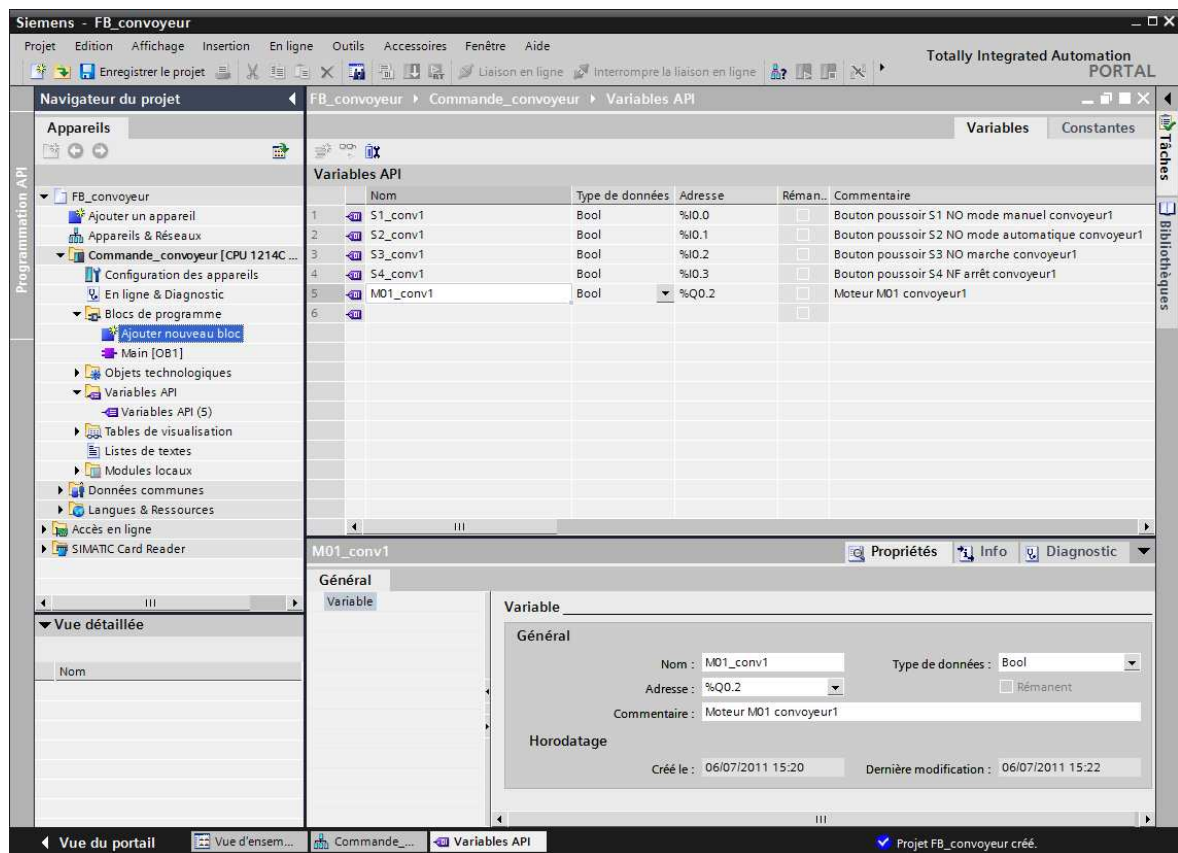 Siemens - FB_convoyeur
Projet Edition Affichage Insertion En ligne Outils Accessoires Fenêtre Aide
Totally Integrated Automation
PORTAL
Enregistrer le projet Liaison en ligne Interrompre la liaison en ligne
Navigateur du projet
FB_convoyeur Commande_convoyeur Variables API
Appareils
Variables Constantes
Programmation API
FB_convoyeur
Ajouter un appareil
Appareils & Réseaux
Commande_convoyeur [CPU 1214C ...
Configuration des appareils
En ligne & Diagnostic
Blocs de programme
Ajouter nouveau bloc
Main [OB1]
Objets technologiques
Variables API
Variables API (5)
Tables de visualisation
Listes de textes
Modules locaux
Données communes
Langues & Ressources
Accès en ligne
SIMATIC Card Reader
Vue détaillée
Nom
Variables API
Nom Type de données Adresse Réman.. Commentaire
1 S1_conv1 Bool %I0.0 Bouton poussoir S1 NO mode manuel convoyeur1
2 S2_conv1 Bool %I0.1 Bouton poussoir S2 NO mode automatique convoyeur1
3 S3_conv1 Bool %I0.2 Bouton poussoir S3 NO marche convoyeur1
4 S4_conv1 Bool %I0.3 Bouton poussoir S4 NF arrêt convoyeur1
5 M01_conv1 Bool %Q0.2 Moteur M01 convoyeur1
6
Tâches
Bibliothèques
M01_conv1
Propriétés Info Diagnostic
Général
Variable
Variable
Général
Nom : M01_conv1 Type de données : Bool
Adresse : %Q0.2 Rémanent
Commentaire : Moteur M01 convoyeur1
Horodatage
Créé le : 06/07/2011 15:20 Dernière modification : 06/07/2011 15:22
Vue du portail Vue d'ensem... Commande_... Variables API Projet FB_convoyeur créé.